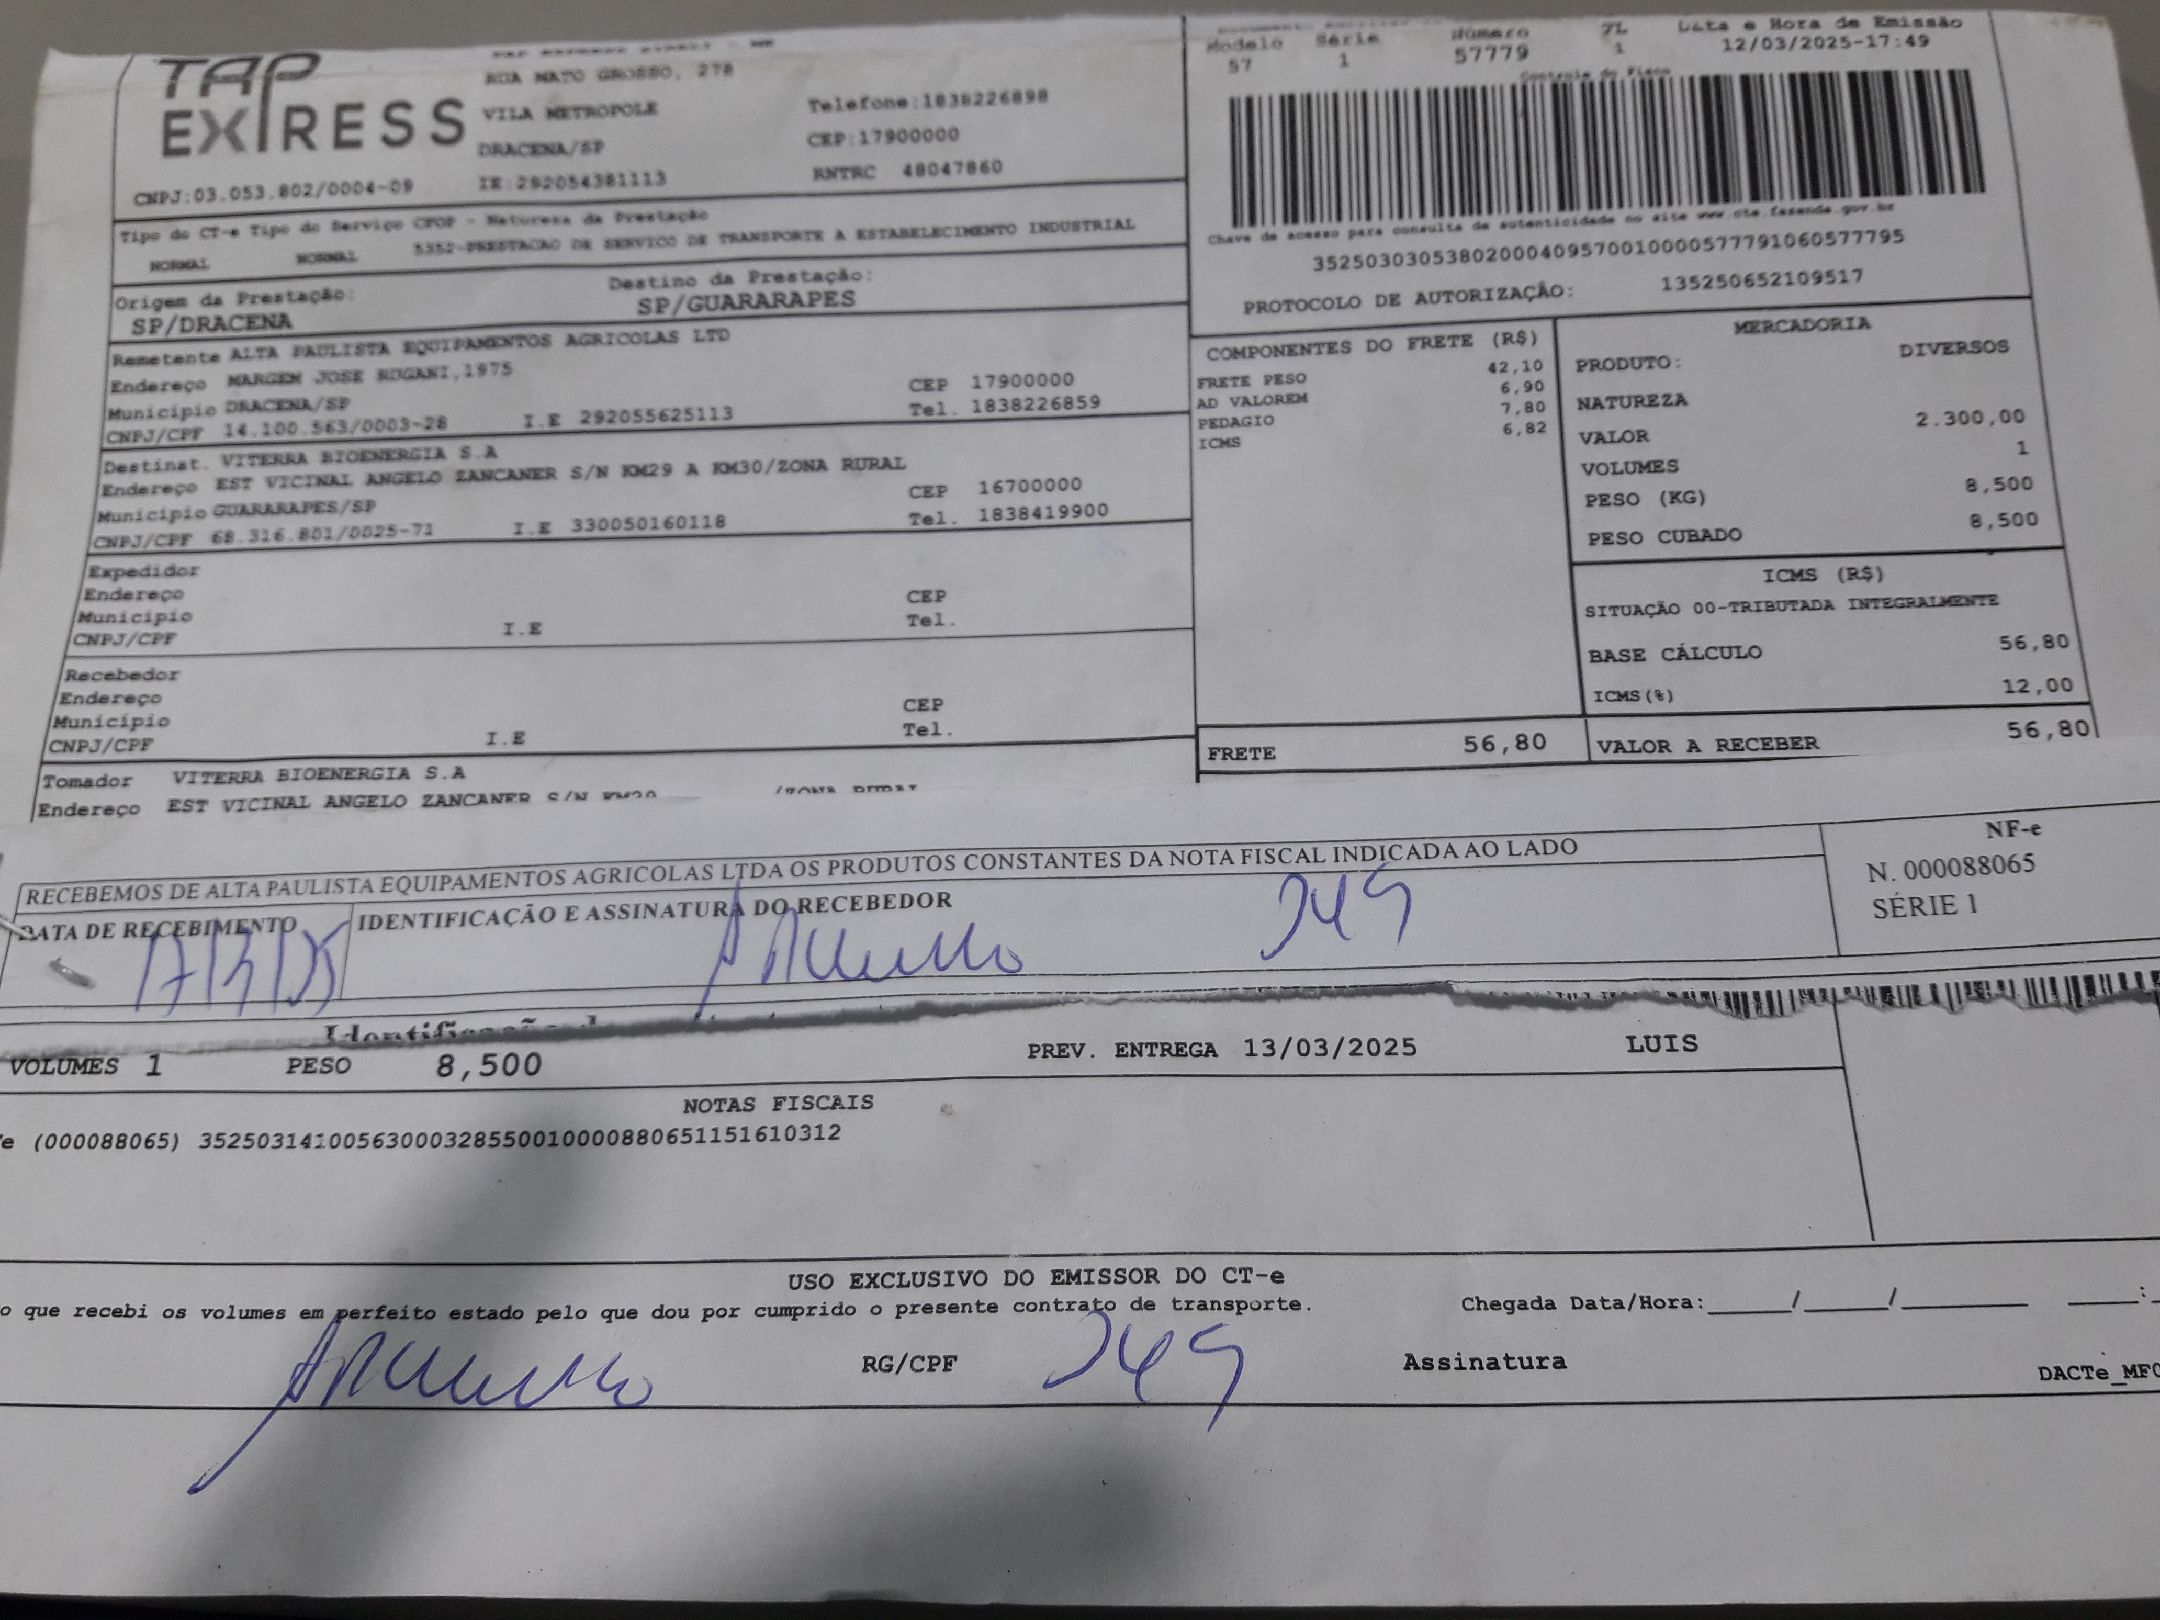 TAP EXPRESS
RUA MATO GROSSO, 278
VILA METROPOLE
Telefone:1838226898
DRACENA/SP
CEP:17900000
CNPJ:03.053.802/0004-09
IE:292054381113
RNTRC 48047860
Modelo Série Número FL Data e Hora de Emissão
57 1 57779 1 12/03/2025-17:49
Controle do Fisco
Chave de acesso para consulta de autenticidade no site www.cte.fazenda.gov.br
35250303053802000409570010000577791060577795
PROTOCOLO DE AUTORIZAÇÃO: 135250652109517
Tipo do CT-e Tipo do Serviço CFOP - Natureza da Prestação
NORMAL NORMAL 5352-PRESTACAO DE SERVICO DE TRANSPORTE A ESTABELECIMENTO INDUSTRIAL
Origem da Prestação: Destino da Prestação:
SP/DRACENA SP/GUARARAPES
Remetente ALTA PAULISTA EQUIPAMENTOS AGRICOLAS LTD
Endereço MARGEM JOSE RUGANI,1975
CEP 17900000
Município DRACENA/SP
Tel. 1838226859
CNPJ/CPF 14.100.563/0003-28 I.E 292055625113
Destinat. VITERRA BIOENERGIA S.A
Endereço EST VICINAL ANGELO ZANCANER S/N KM29 A KM30/ZONA RURAL
CEP 16700000
Município GUARARAPES/SP
Tel. 1838419900
CNPJ/CPF 68.316.801/0025-71 I.E 330050160118
Expedidor
Endereço CEP
Município Tel.
CNPJ/CPF I.E
Recebedor
Endereço CEP
Município Tel.
CNPJ/CPF I.E
Tomador VITERRA BIOENERGIA S.A
Endereço EST VICINAL ANGELO ZANCANER S/N KM29 /ZONA RURAL
COMPONENTES DO FRETE (R$)
FRETE PESO 42,10
AD VALOREM 6,90
PEDAGIO 7,80
ICMS 6,82
MERCADORIA
PRODUTO: DIVERSOS
NATUREZA
VALOR 2.300,00
VOLUMES 1
PESO (KG) 8,500
PESO CUBADO 8,500
ICMS (R$)
SITUAÇÃO 00-TRIBUTADA INTEGRALMENTE
BASE CÁLCULO 56,80
ICMS(%) 12,00
FRETE 56,80
VALOR A RECEBER 56,80
RECEBEMOS DE ALTA PAULISTA EQUIPAMENTOS AGRICOLAS LTDA OS PRODUTOS CONSTANTES DA NOTA FISCAL INDICADA AO LADO
NF-e
N. 000088065
SÉRIE 1
DATA DE RECEBIMENTO
IDENTIFICAÇÃO E ASSINATURA DO RECEBEDOR
VOLUMES 1 PESO 8,500 PREV. ENTREGA 13/03/2025 LUIS
NOTAS FISCAIS
e (000088065) 35250314100563000328550010000880651151610312
USO EXCLUSIVO DO EMISSOR DO CT-e
o que recebi os volumes em perfeito estado pelo que dou por cumprido o presente contrato de transporte.
Chegada Data/Hora:______/______/_________ _____:
RG/CPF
Assinatura
DACTe_MF0